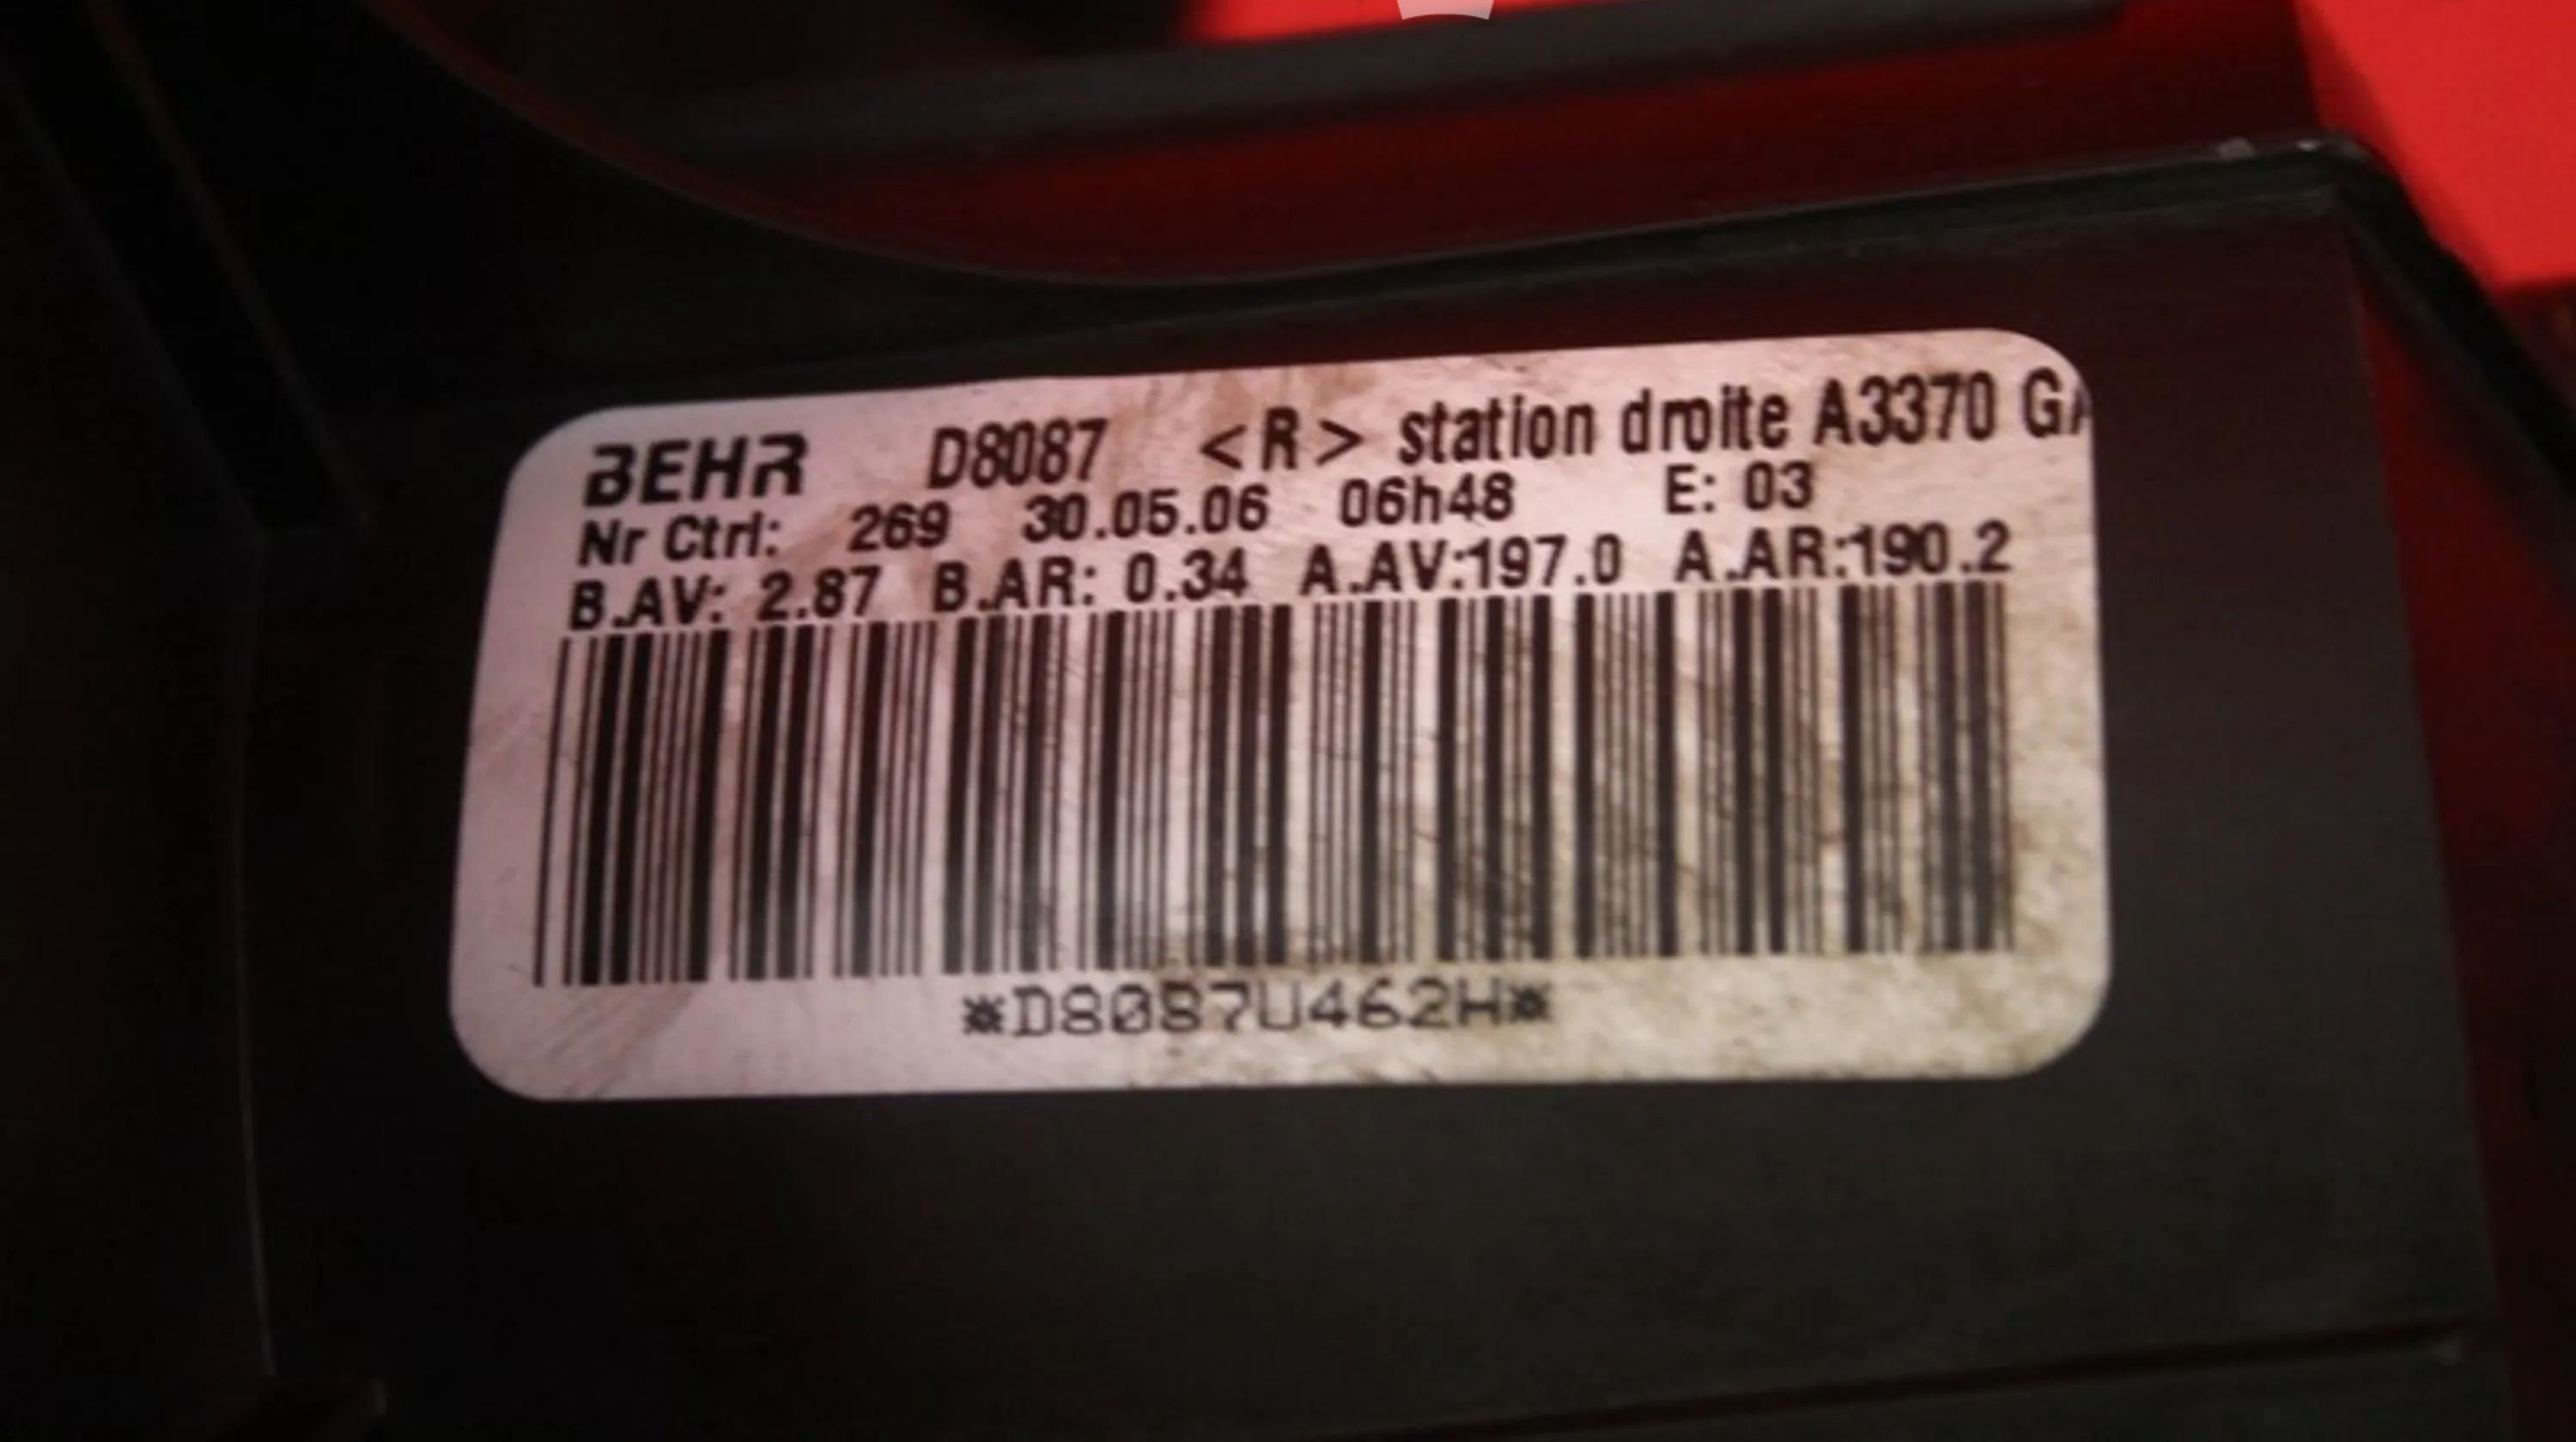 BEHR D8087 <R> station droite A3370 GA
Nr Ctrl: 269 30.05.06 06h48 E: 03
B.AV: 2.87 B.AR: 0.34 A.AV:197.0 A.AR:190.2
*D8087U462H*